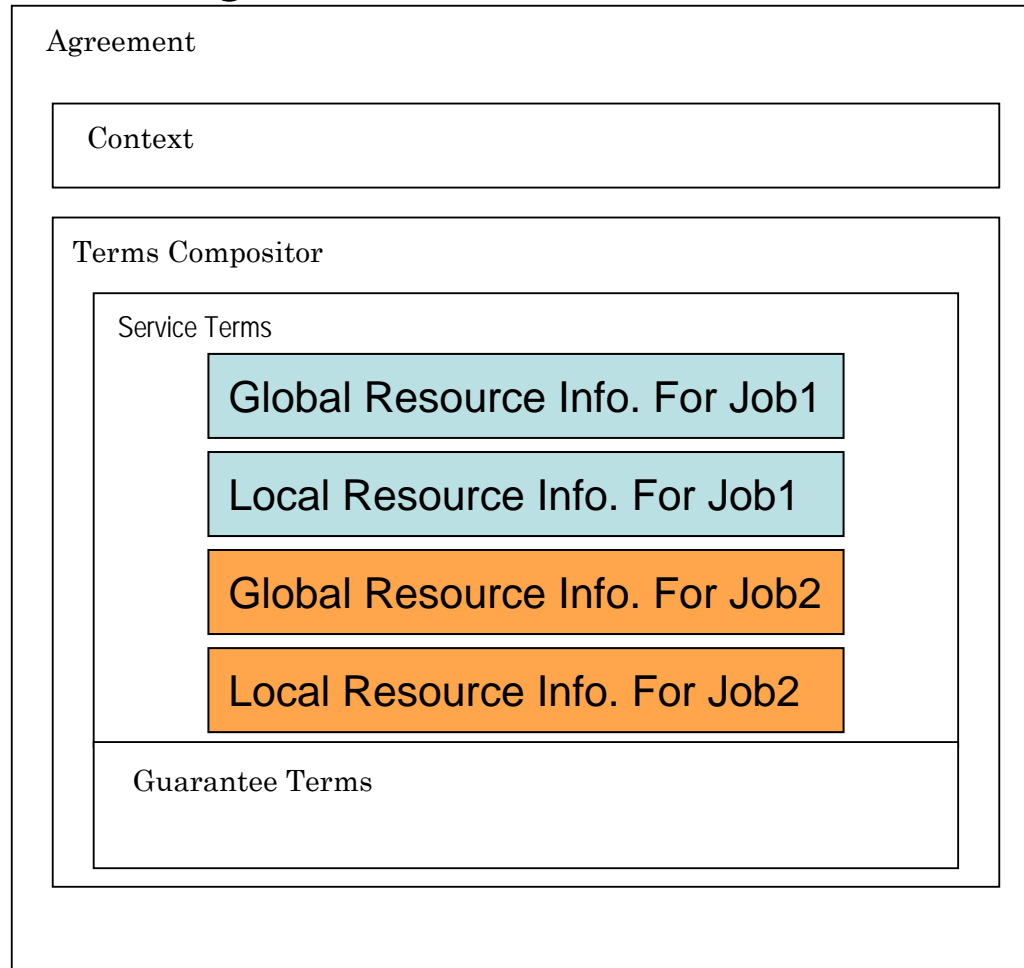 Agreement
Context
Terms Compositor
Service Terms
Global Resource Info. For Job1
Local Resource Info. For Job1
Global Resource Info. For Job2
Local Resource Info. For Job2
Guarantee Terms